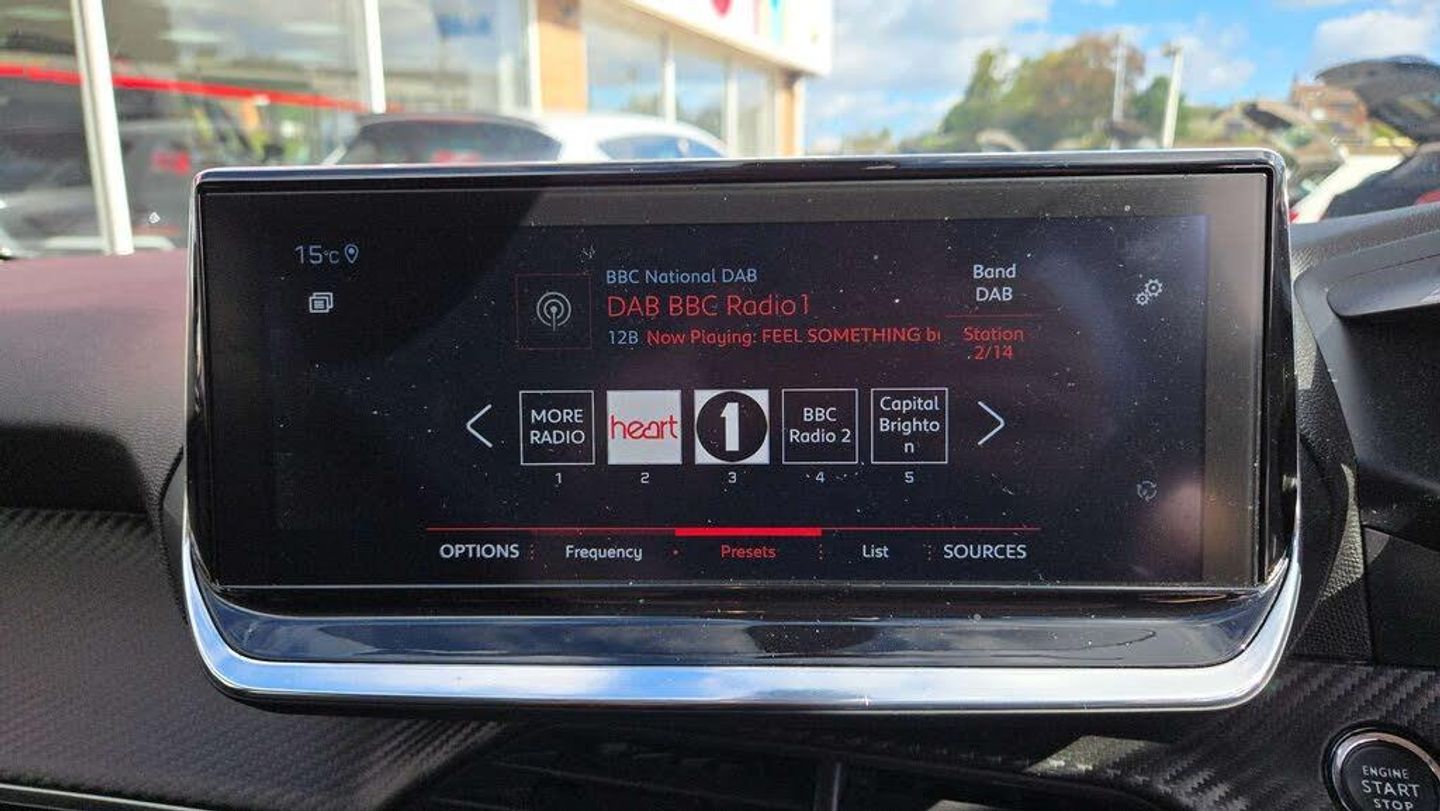 15°C
BBC National DAB
DAB BBC Radio 1
12B Now Playing: FEEL SOMETHING
Band
DAB
Station
2/14
MORE
RADIO
1
heart
2
1
3
BBC
Radio 2
4
Capital
Brighto
n
5
OPTIONS
Frequency
Presets
List
SOURCES
ENGINE
START
STOP